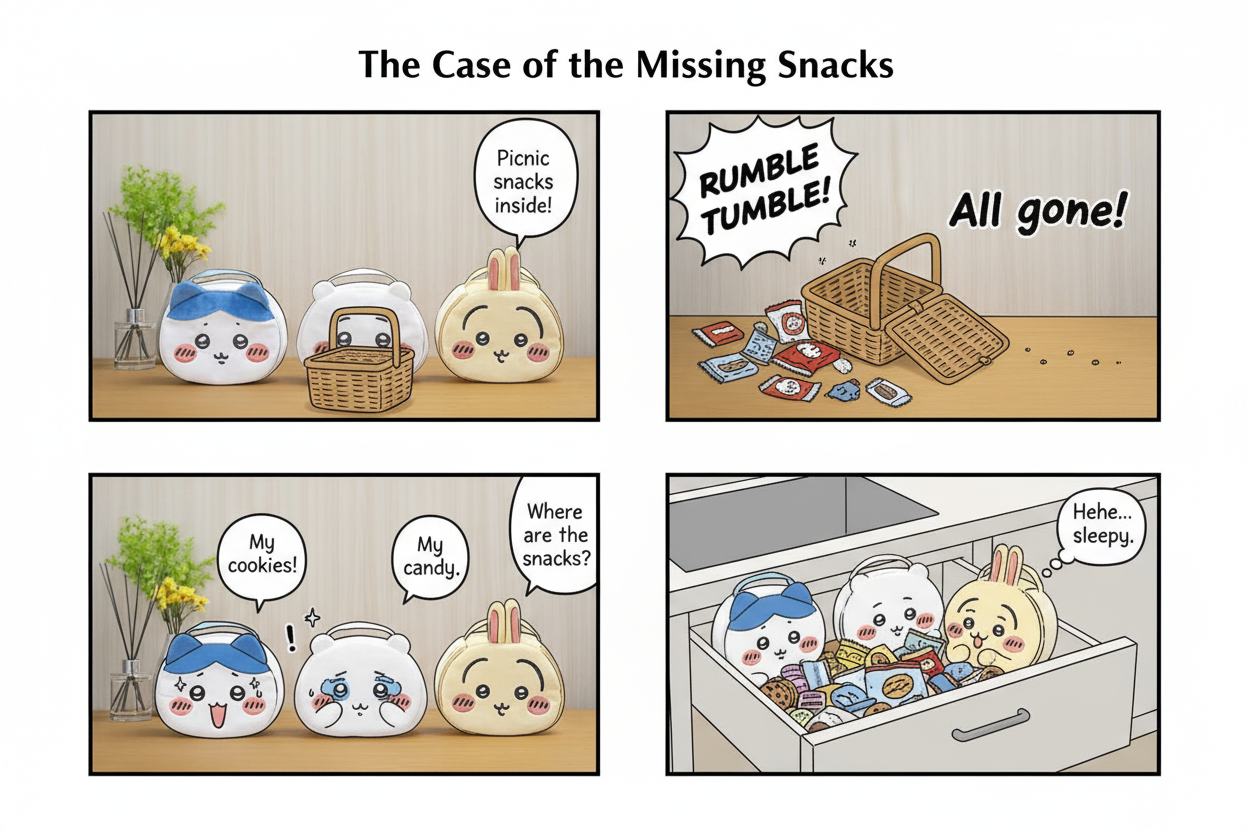 The Case of the Missing Snacks
Picnic
snacks
inside!
RUMBLE
TUMBLE!
All gone!
My
cookies!
!
My
candy.
Where
are the
snacks?
Hehe...
sleepy.